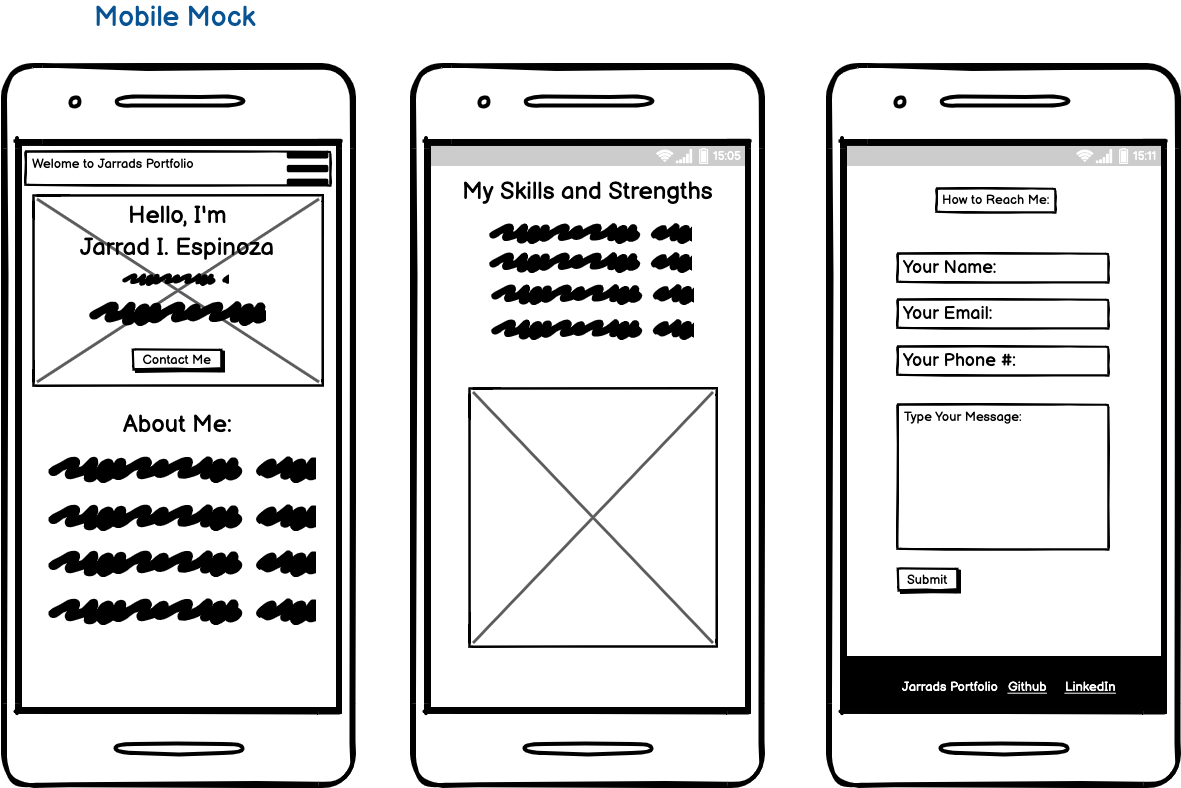 Mobile Mock
Welome to Jarrads Portfolio
Hello, I'm
Jarrad I. Espinoza
Contact Me
About Me:
15:05
My Skills and Strengths
15:11
How to Reach Me:
Your Name:
Your Email:
Your Phone #:
Type Your Message:
Submit
Jarrads Portfolio Github LinkedIn